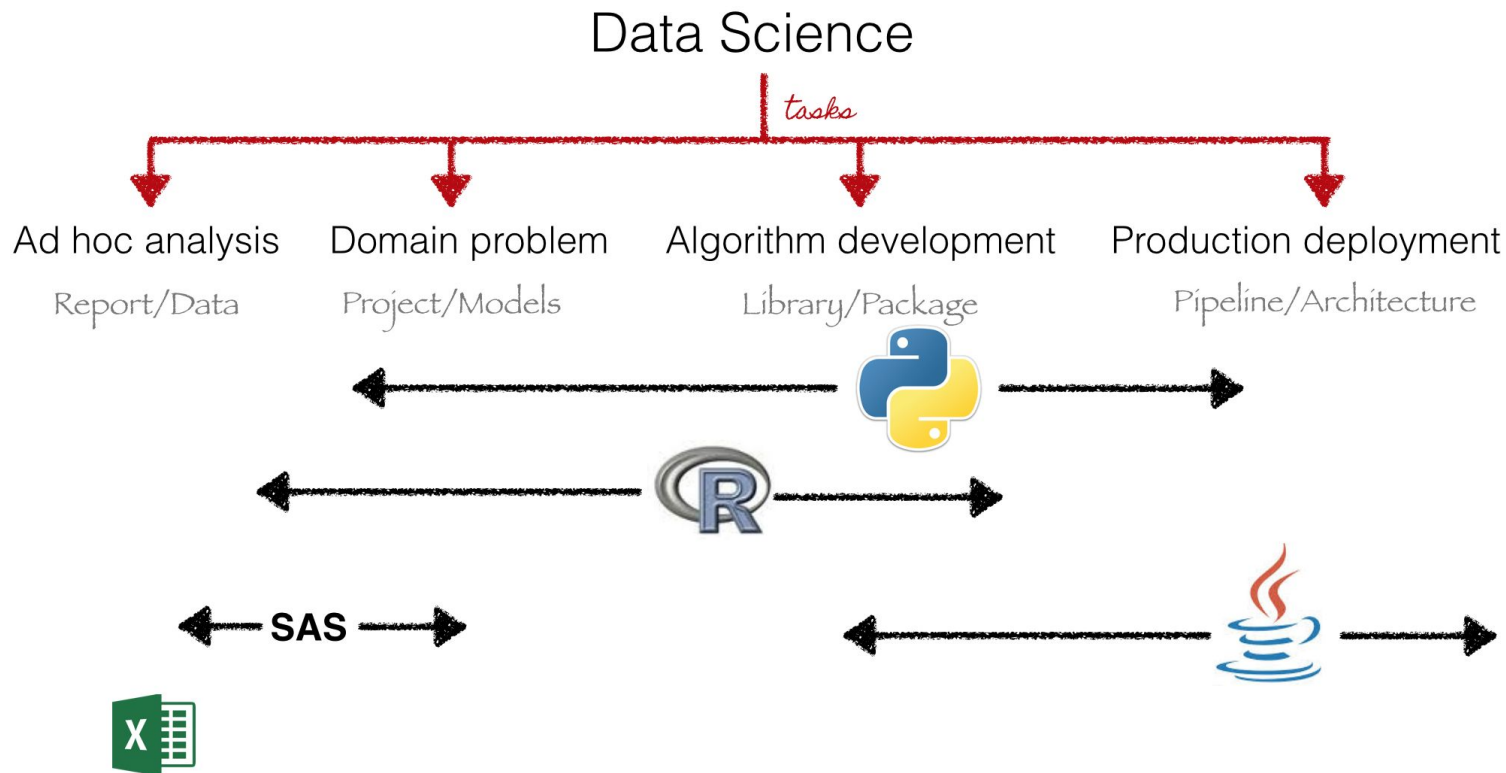 Data Science
tasks
Ad hoc analysis
Domain problem
Algorithm development
Production deployment
Report/Data
Project/Models
Library/Package
Pipeline/Architecture
R
SAS
X